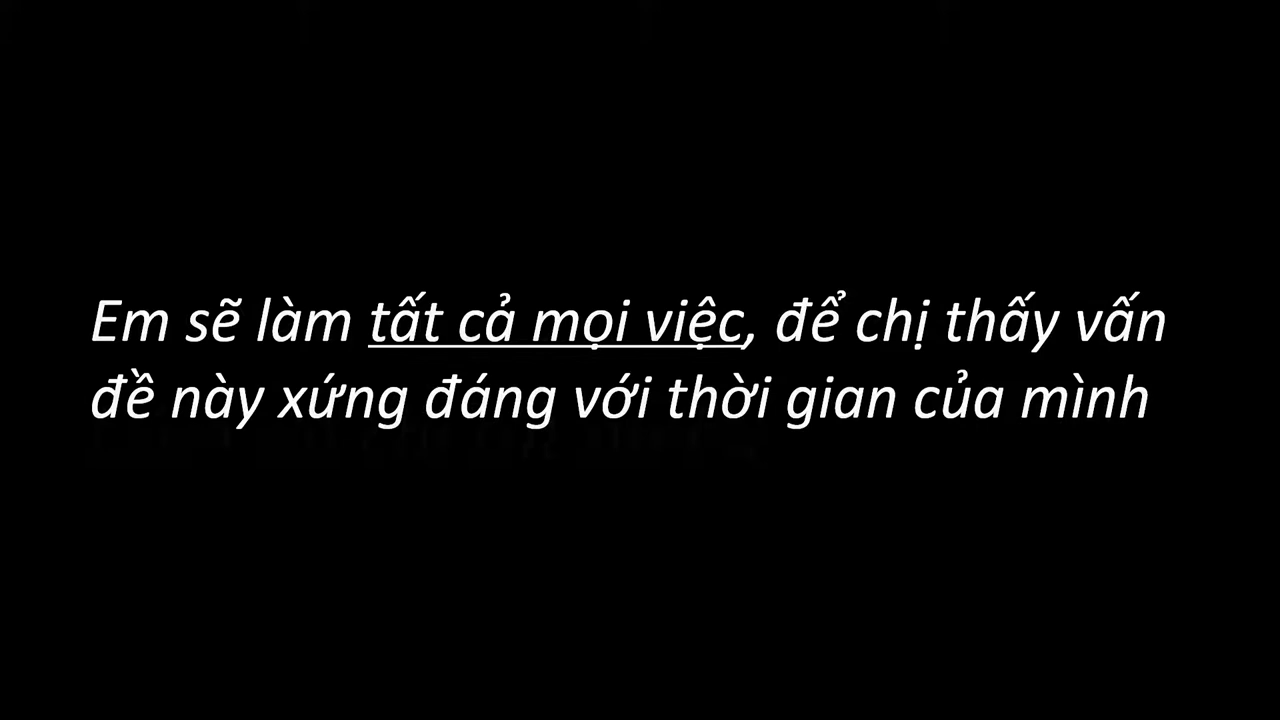 Em sẽ làm tất cả mọi việc, để chị thấy vấn
đề này xứng đáng với thời gian của mình